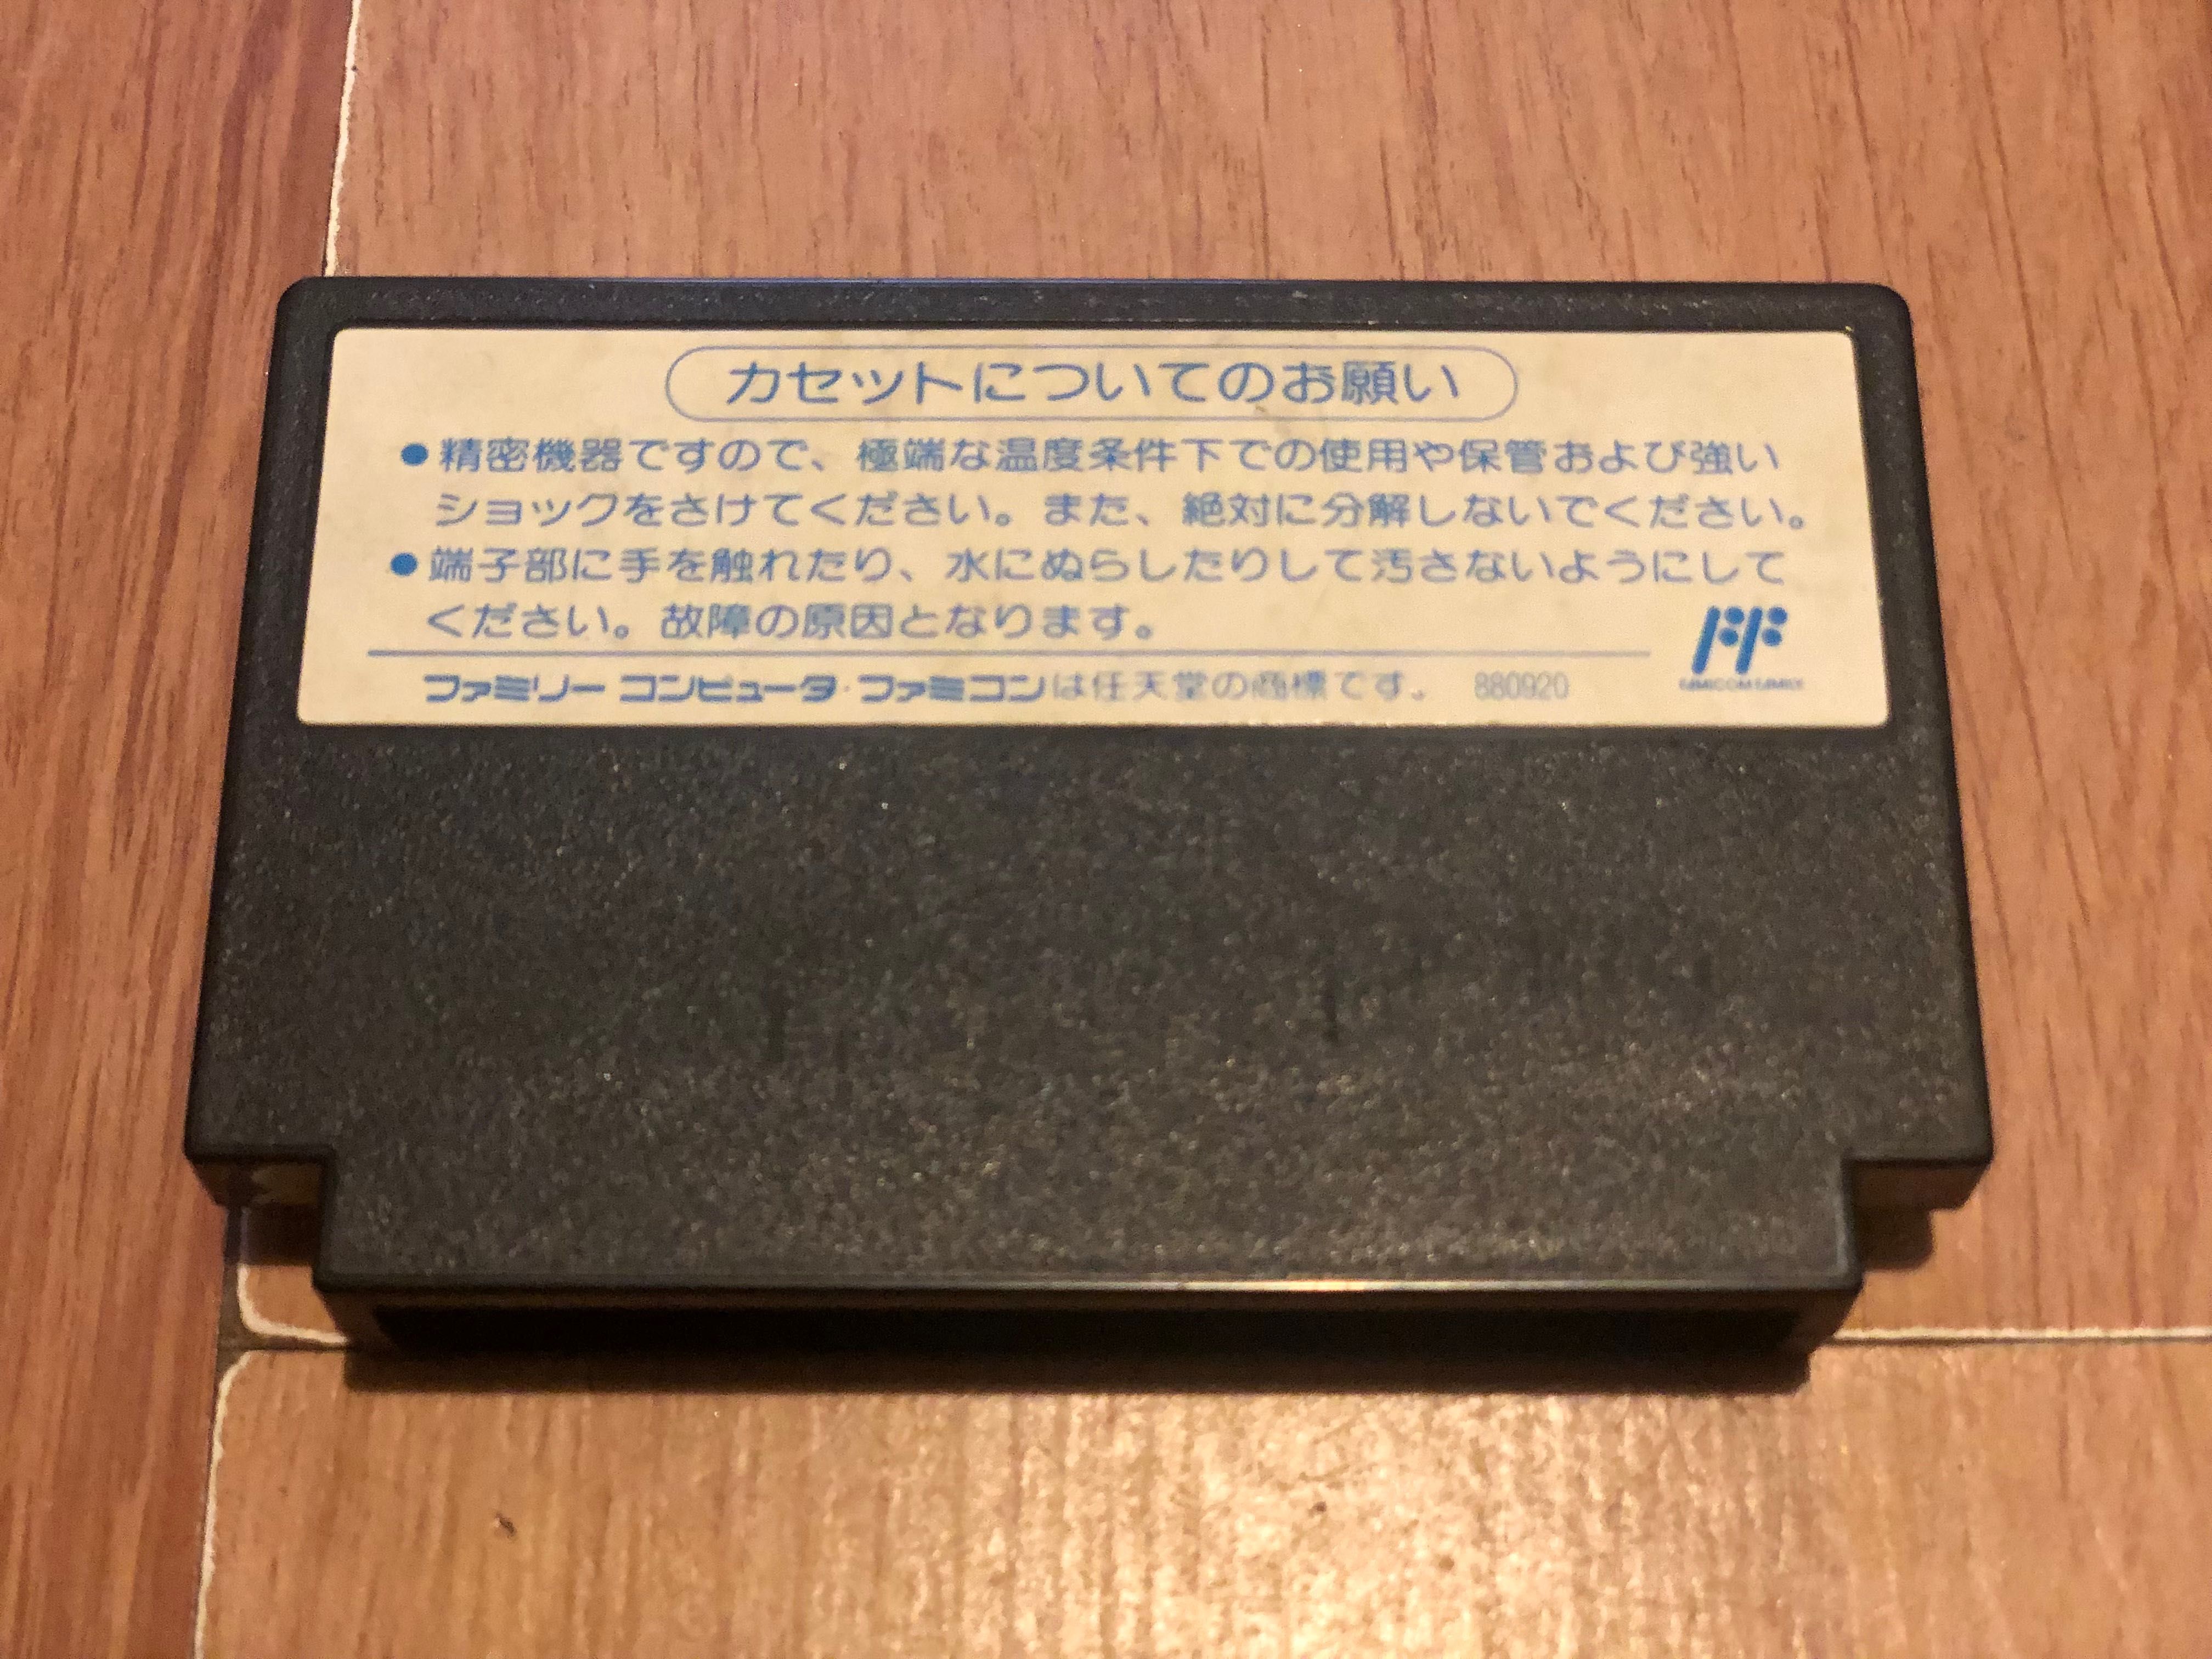 カセットについてのお願い
●精密機器ですので、極端な温度条件下での使用や保管および強い
ショックをさけてください。また、絶対に分解しないでください。
●端子部に手を触れたり、水にぬらしたりして汚さないようにして
ください。故障の原因となります。
ファミリーコンピュータ・ファミコンは任天堂の商標です。 880920
FF
FAMICOM FAMILY